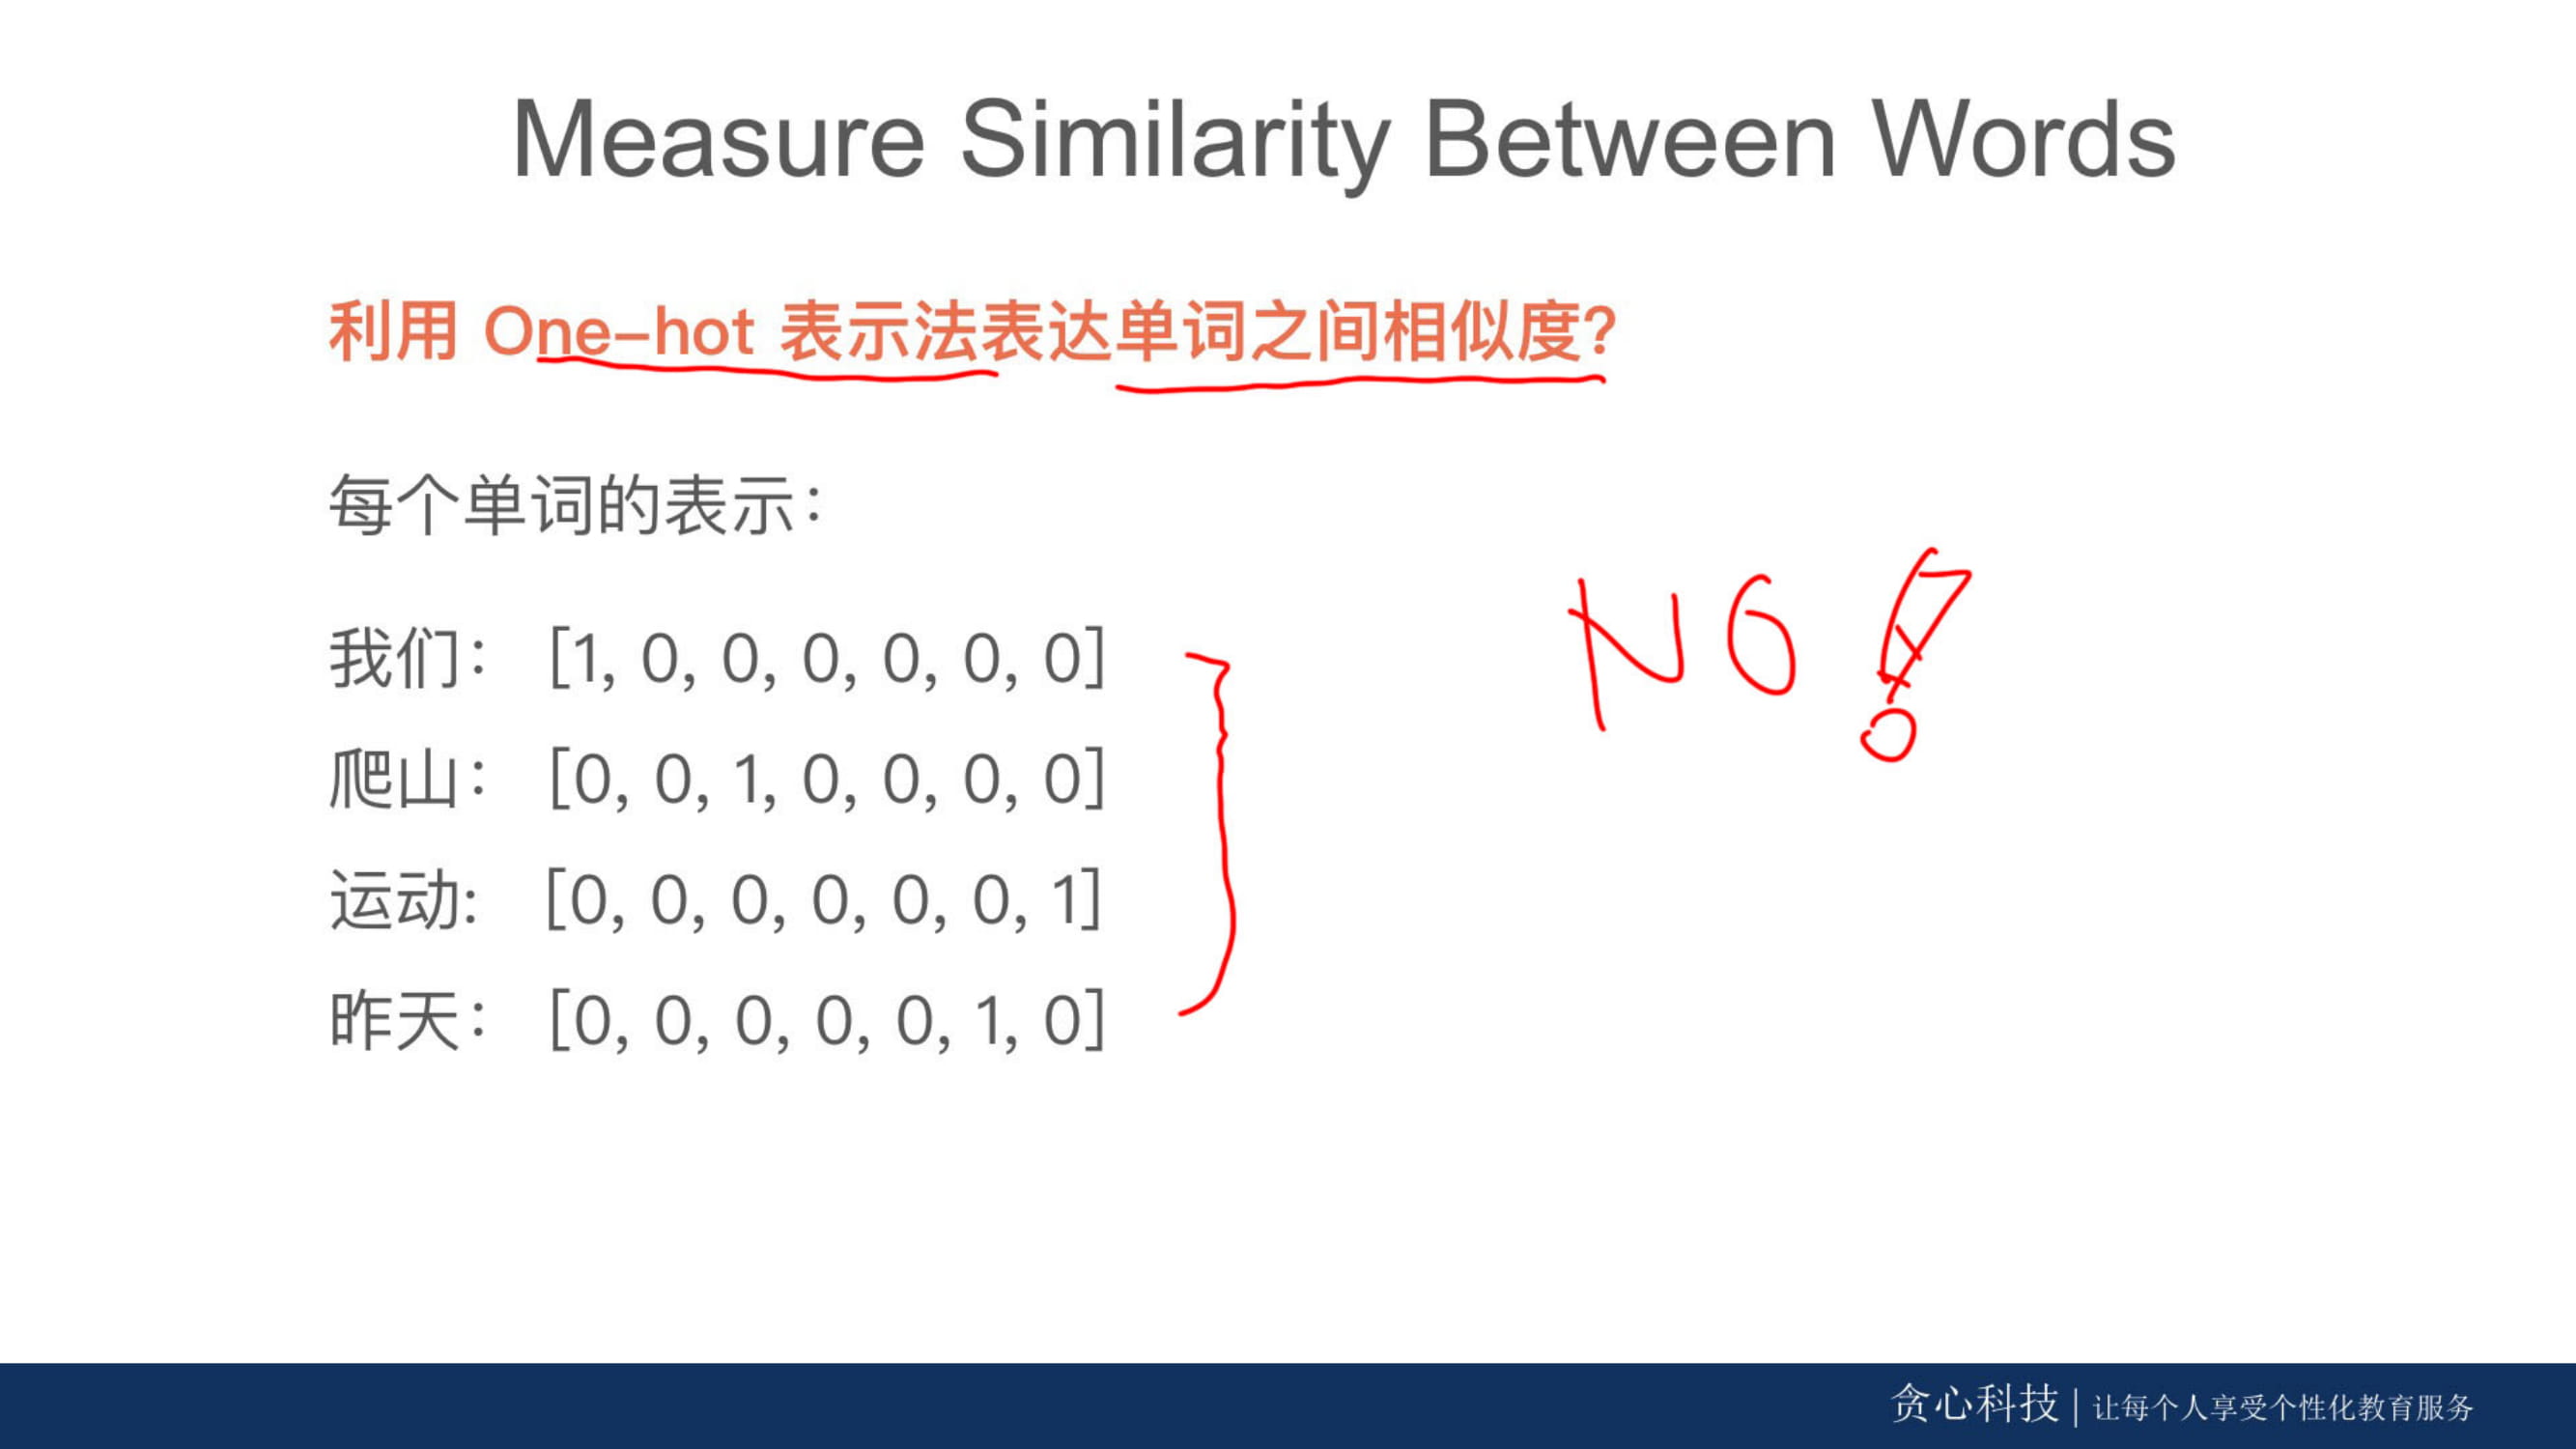 Measure Similarity Between Words
利用 One-hot 表示法表达单词之间相似度?
每个单词的表示：
我们： [1, 0, 0, 0, 0, 0, 0]
爬山： [0, 0, 1, 0, 0, 0, 0]
运动: [0, 0, 0, 0, 0, 0, 1]
昨天： [0, 0, 0, 0, 0, 1, 0]
NO!
贪心科技 | 让每个人享受个性化教育服务